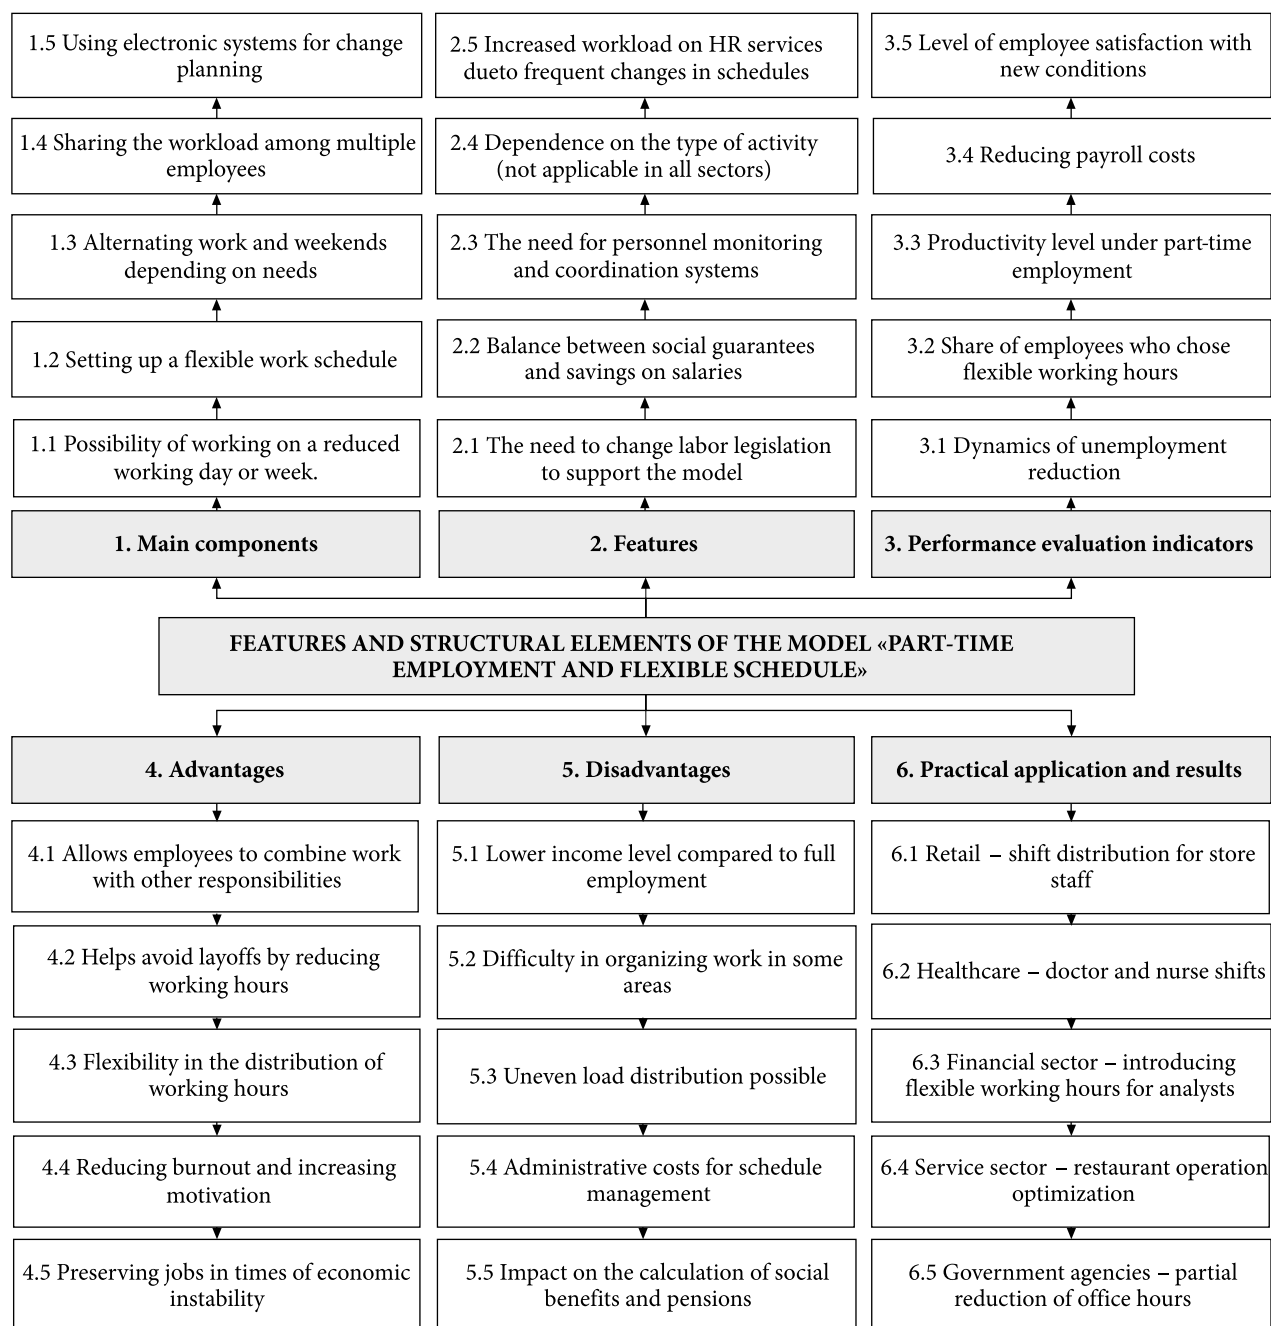 1.5 Using electronic systems for change
planning
2.5 Increased workload on HR services
dueto frequent changes in schedules
3.5 Level of employee satisfaction with
new conditions
1.4 Sharing the workload among multiple
employees
2.4 Dependence on the type of activity
(not applicable in all sectors)
3.4 Reducing payroll costs
1.3 Alternating work and weekends
depending on needs
2.3 The need for personnel monitoring
and coordination systems
3.3 Productivity level under part-time
employment
1.2 Setting up a flexible work schedule
2.2 Balance between social guarantees
and savings on salaries
3.2 Share of employees who chose
flexible working hours
1.1 Possibility of working on a reduced
working day or week.
2.1 The need to change labor legislation
to support the model
3.1 Dynamics of unemployment
reduction
1. Main components
2. Features
3. Performance evaluation indicators
FEATURES AND STRUCTURAL ELEMENTS OF THE MODEL «PART-TIME
EMPLOYMENT AND FLEXIBLE SCHEDULE»
4. Advantages
5. Disadvantages
6. Practical application and results
4.1 Allows employees to combine work
with other responsibilities
5.1 Lower income level compared to full
employment
6.1 Retail – shift distribution for store
staff
4.2 Helps avoid layoffs by reducing
working hours
5.2 Difficulty in organizing work in some
areas
6.2 Healthcare – doctor and nurse shifts
4.3 Flexibility in the distribution of
working hours
5.3 Uneven load distribution possible
6.3 Financial sector – introducing
flexible working hours for analysts
4.4 Reducing burnout and increasing
motivation
5.4 Administrative costs for schedule
management
6.4 Service sector – restaurant operation
optimization
4.5 Preserving jobs in times of economic
instability
5.5 Impact on the calculation of social
benefits and pensions
6.5 Government agencies – partial
reduction of office hours